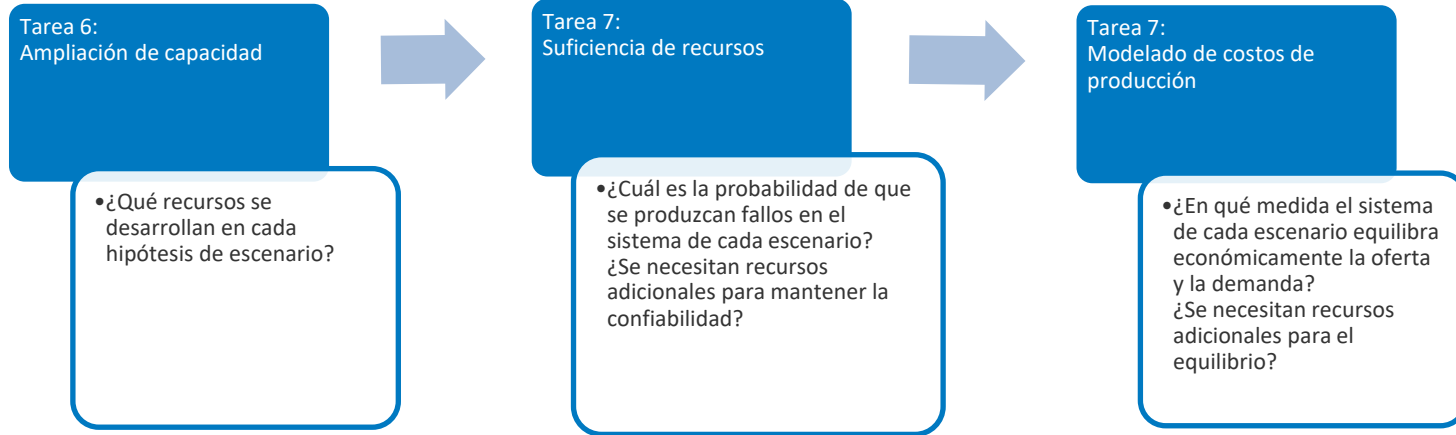 Tarea 6:
Ampliación de capacidad
•¿Qué recursos se
desarrollan en cada
hipótesis de escenario?
Tarea 7:
Suficiencia de recursos
•¿Cuál es la probabilidad de que
se produzcan fallos en el
sistema de cada escenario?
¿Se necesitan recursos
adicionales para mantener la
confiabilidad?
Tarea 7:
Modelado de costos de
producción
•¿En qué medida el sistema
de cada escenario equilibra
económicamente la oferta
y la demanda?
¿Se necesitan recursos
adicionales para el
equilibrio?